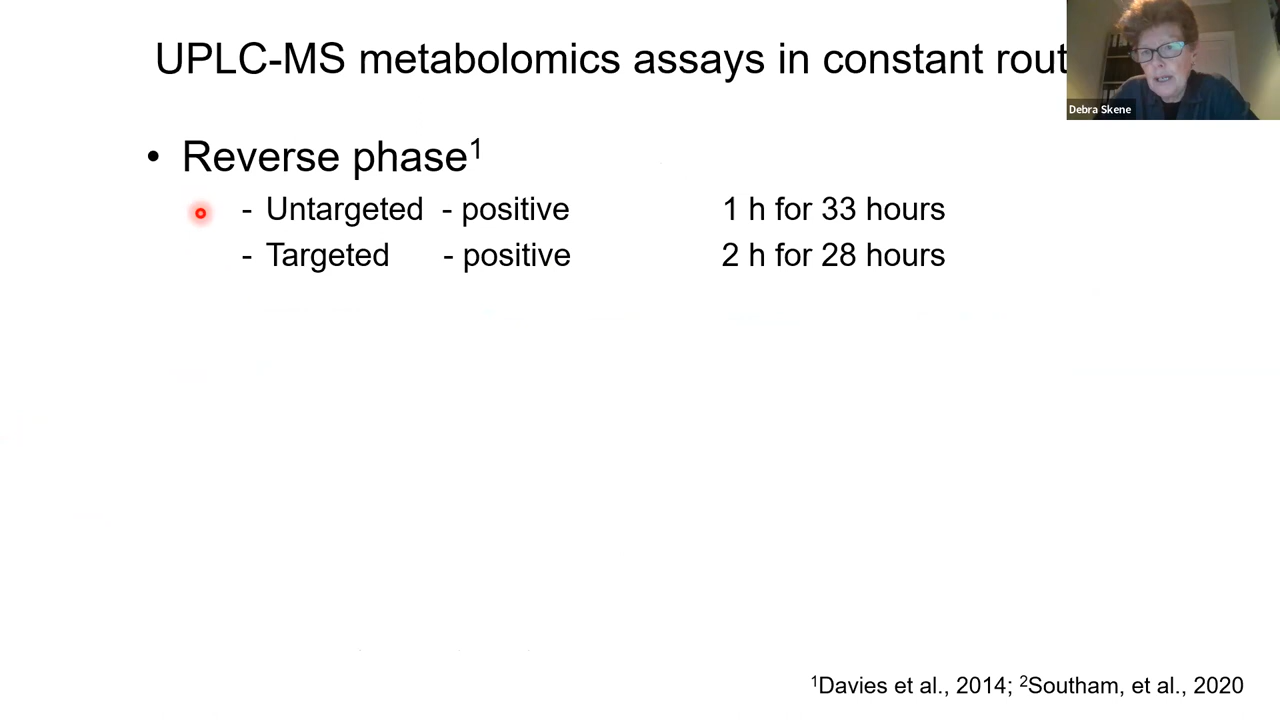 UPLC-MS metabolomics assays in constant rout
Debra Skene
• Reverse phase¹
- Untargeted - positive 1 h for 33 hours
- Targeted - positive 2 h for 28 hours
¹Davies et al., 2014; ²Southam, et al., 2020